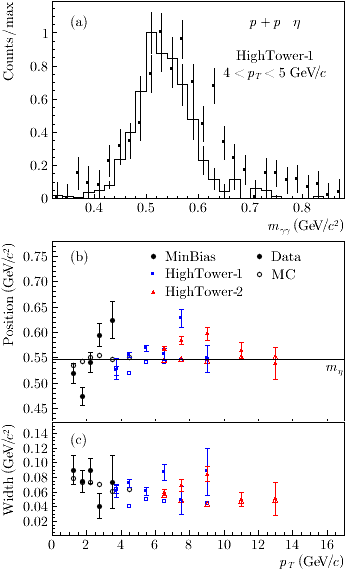 (a)
p + p η
HighTower-1
4 < p_T < 5 GeV/c
Counts/max
1
0.8
0.6
0.4
0.2
0
0.4 0.5 0.6 0.7 0.8
m_γγ (GeV/c²)
(b)
MinBias
Data
HighTower-1
MC
HighTower-2
Position (GeV/c²)
0.75
0.70
0.65
0.60
0.55
0.50
0.45
m_η
(c)
Width (GeV/c²)
0.14
0.12
0.10
0.08
0.06
0.04
0.02
0 2 4 6 8 10 12 14 16
p_T (GeV/c)